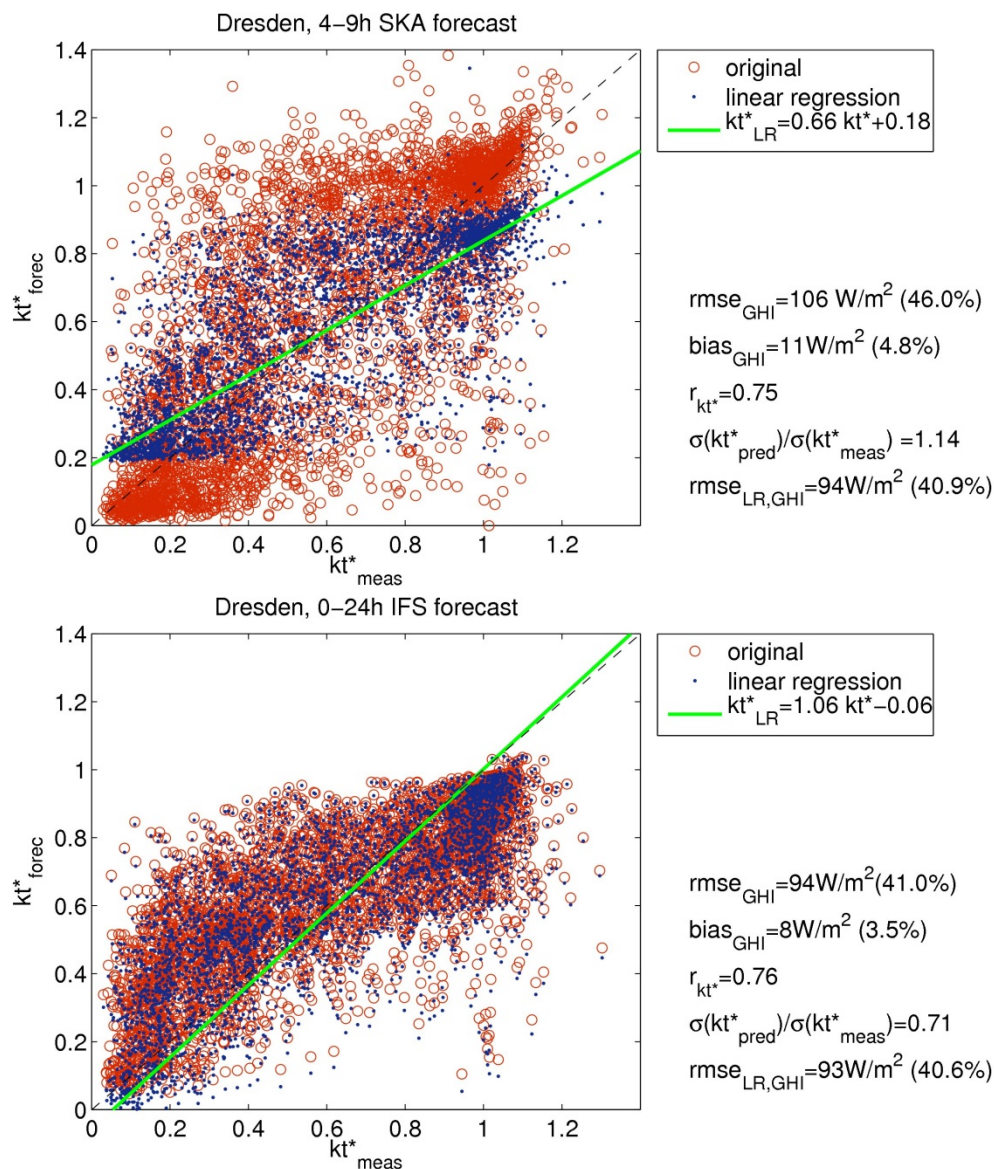 Dresden, 4−9h SKA forecast
1.4
1.2
1
0.8
0.6
0.4
0.2
0
kt*forec
0 0.2 0.4 0.6 0.8 1 1.2
kt*meas
original
linear regression
kt*LR=0.66 kt*+0.18
rmseGHI=106 W/m2 (46.0%)
biasGHI=11W/m2 (4.8%)
rkt*=0.75
σ(kt*pred)/σ(kt*meas) =1.14
rmseLR,GHI=94W/m2 (40.9%)
Dresden, 0−24h IFS forecast
1.4
1.2
1
0.8
0.6
0.4
0.2
0
kt*forec
0 0.2 0.4 0.6 0.8 1 1.2
kt*meas
original
linear regression
kt*LR=1.06 kt*−0.06
rmseGHI=94W/m2(41.0%)
biasGHI=8W/m2 (3.5%)
rkt*=0.76
σ(kt*pred)/σ(kt*meas)=0.71
rmseLR,GHI=93W/m2 (40.6%)